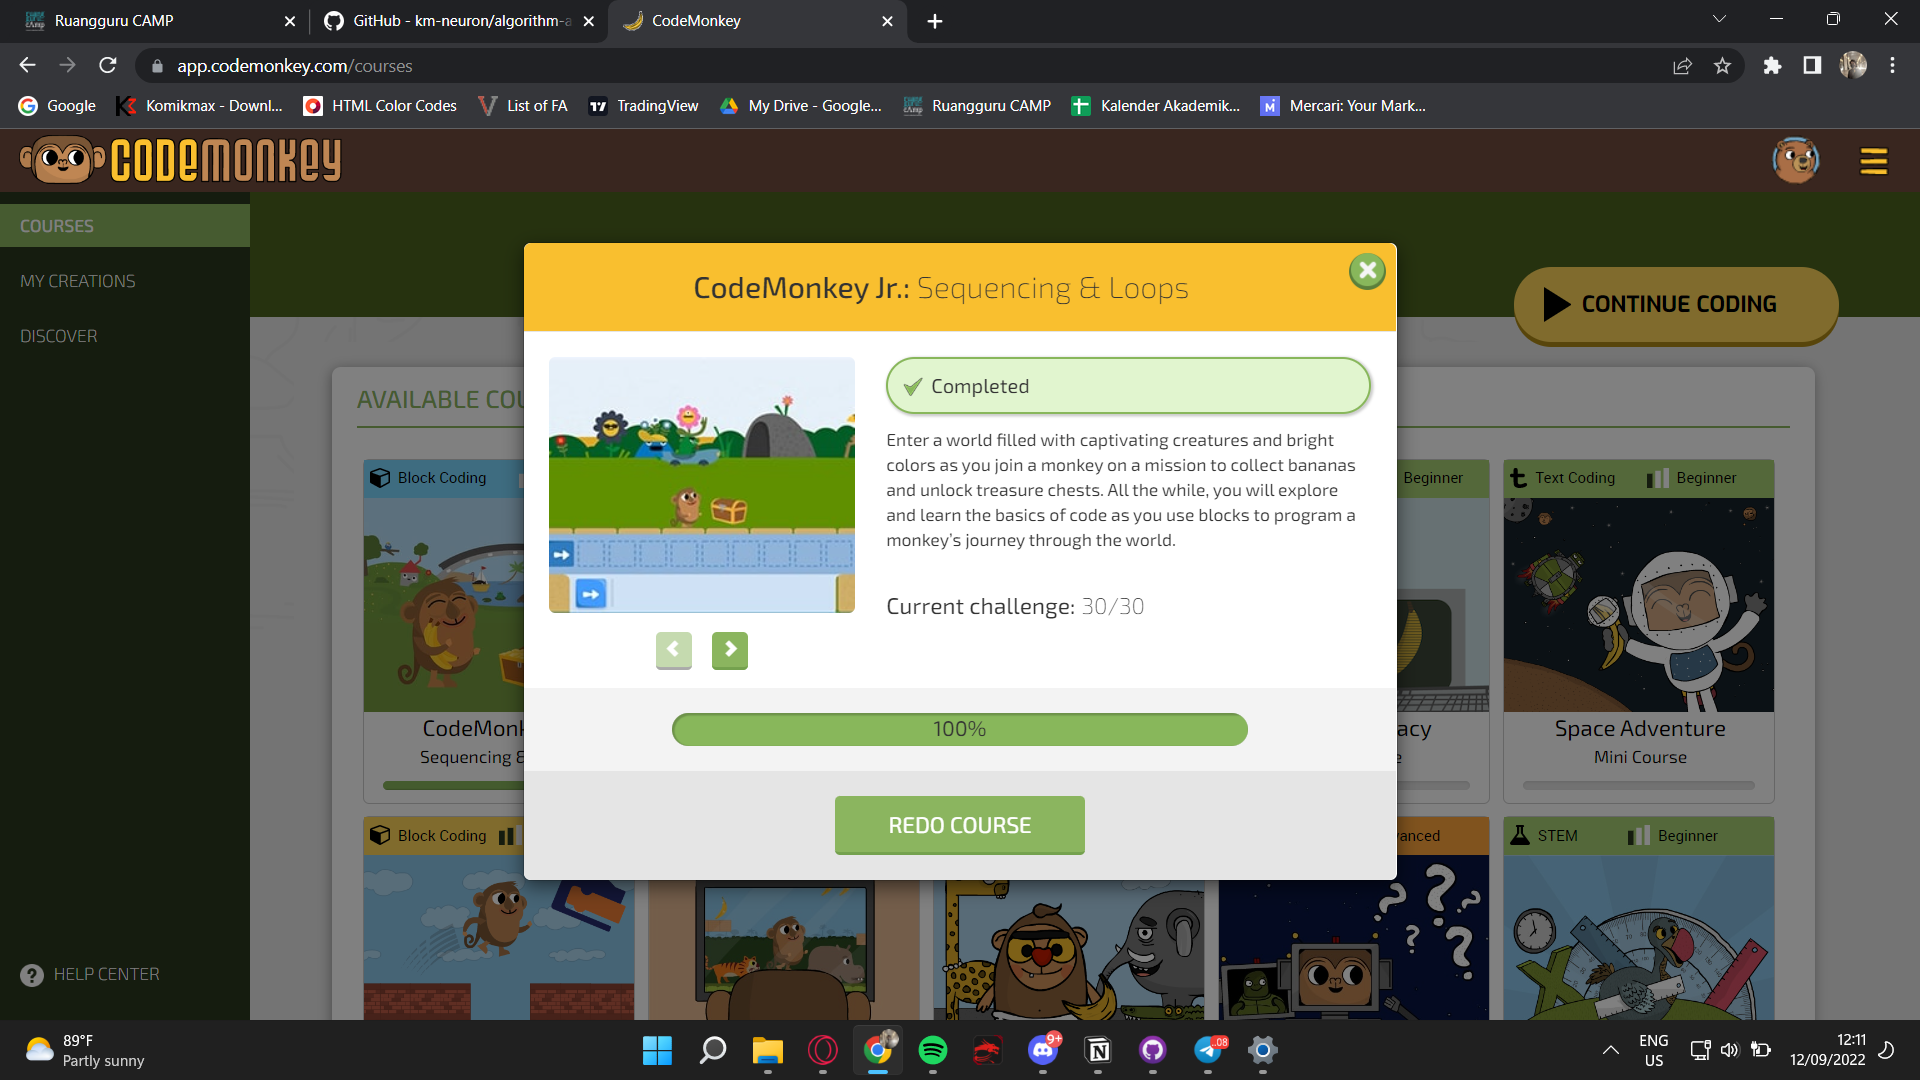 Ruangguru CAMP
GitHub - km-neuron/algorithm-a
CodeMonkey
app.codemonkey.com/courses
Google
Komikmax - Downl...
HTML Color Codes
List of FA
TradingView
My Drive - Google...
Ruangguru CAMP
Kalender Akademik...
Mercari: Your Mark...
CODEMONKEY
COURSES
MY CREATIONS
DISCOVER
HELP CENTER
CONTINUE CODING
AVAILABLE COU
CodeMonkey Jr.: Sequencing & Loops
Completed
Enter a world filled with captivating creatures and bright
colors as you join a monkey on a mission to collect bananas
and unlock treasure chests. All the while, you will explore
and learn the basics of code as you use blocks to program a
monkey's journey through the world.
Current challenge: 30/30
100%
REDO COURSE
Block Coding
Beginner
Text Coding
Beginner
CodeMonk
Sequencing &
acy
Space Adventure
Mini Course
Block Coding
anced
STEM
Beginner
89°F
Partly sunny
9+
08
ENG
US
12:11
12/09/2022